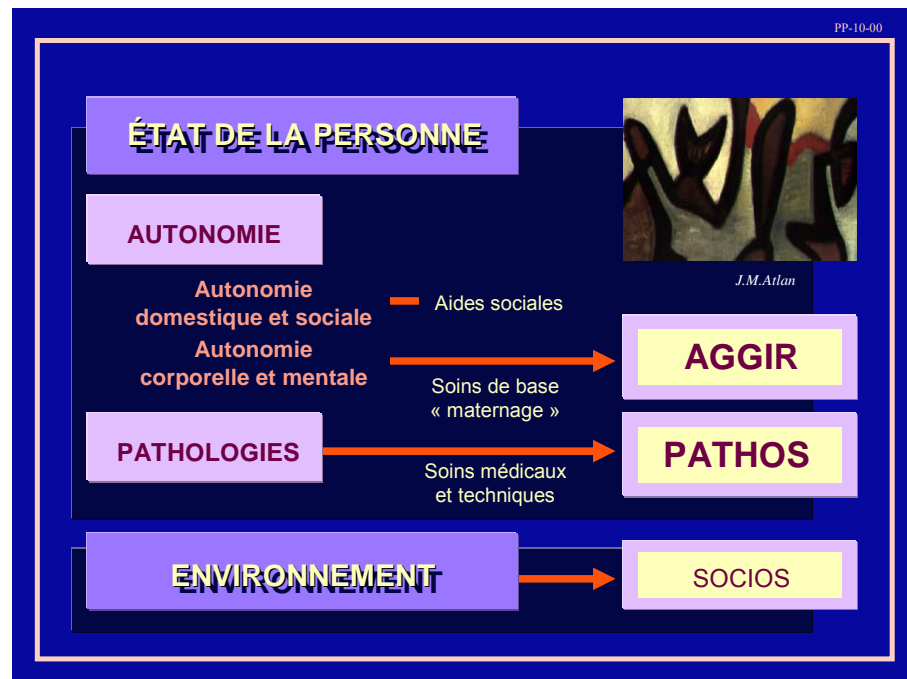 PP-10-00
ÉTAT DE LA PERSONNE
J.M.Atlan
AUTONOMIE
Autonomie
domestique et sociale
Aides sociales
Autonomie
corporelle et mentale
Soins de base
« maternage »
AGGIR
PATHOLOGIES
Soins médicaux
et techniques
PATHOS
ENVIRONNEMENT
SOCIOS